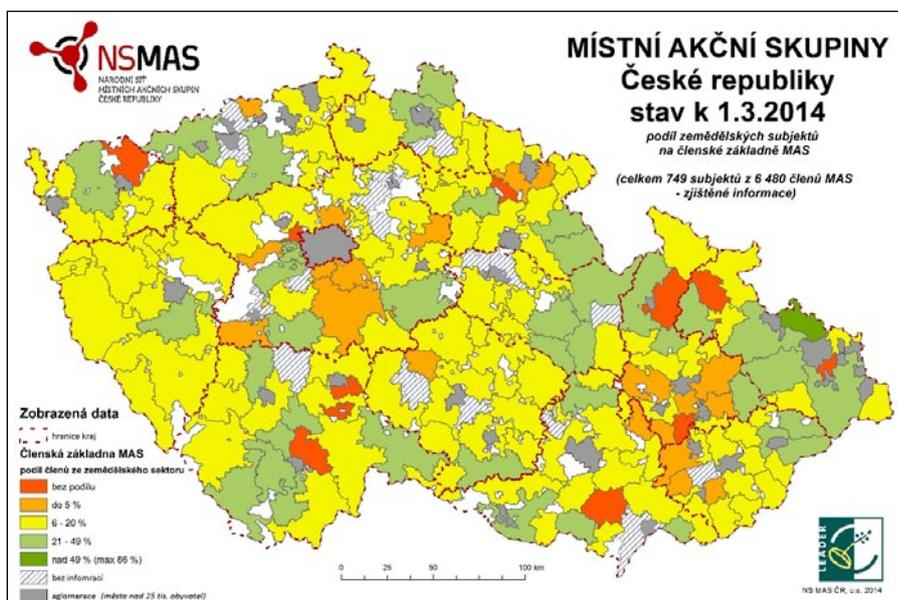 NSMAS
NÁRODNÍ SÍŤ
MÍSTNÍCH AKČNÍCH SKUPIN
ČESKÉ REPUBLIKY
MÍSTNÍ AKČNÍ SKUPINY
České republiky
stav k 1.3.2014
podíl zemědělských subjektů
na členské základně MAS
(celkem 749 subjektů z 6 480 členů MAS
- zjištěné informace)
Zobrazená data
hranice kraj
Členská základna MAS
podíl členů ze zemědělského sektoru
bez podílu
do 5 %
6 - 20 %
21 - 49 %
nad 49 % (max 86 %)
bez infomrací
aglomerace (města nad 25 tis. obyvatel)
0 25 50 100 km
LEADER
NS MAS ČR, o.s. 2014